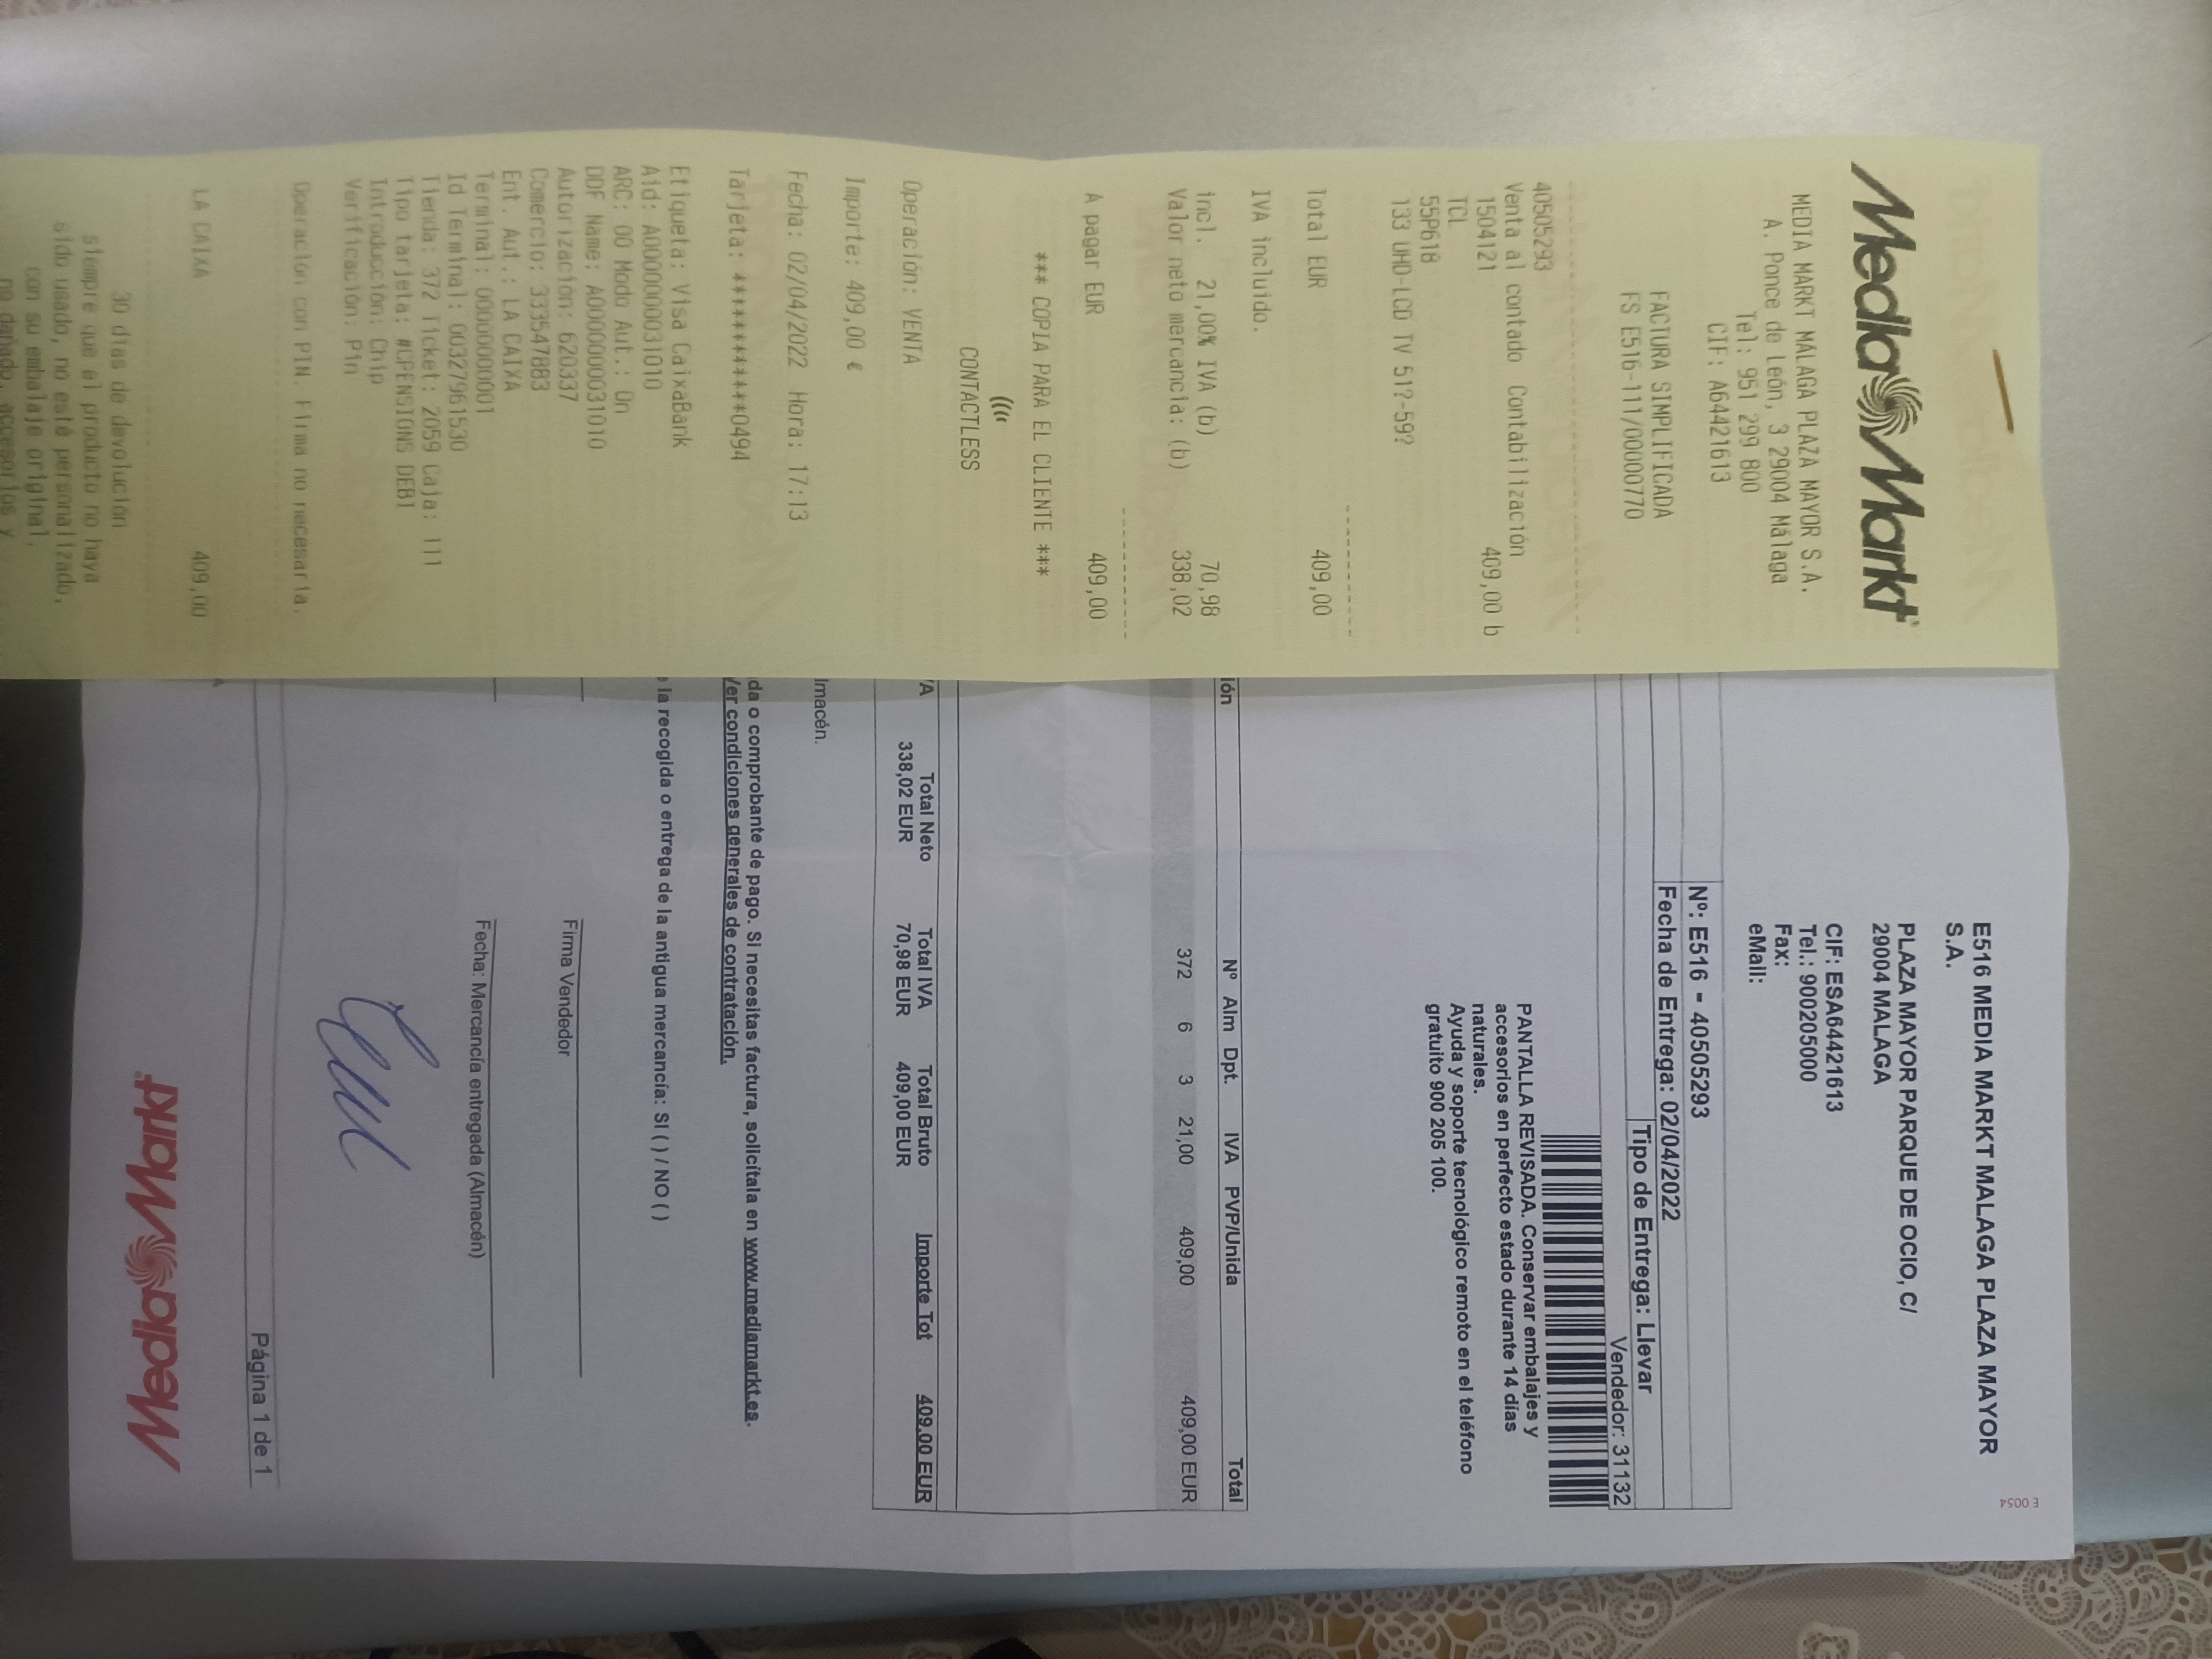 MediaMarkt
MEDIA MARKT MALAGA PLAZA MAYOR S.A.
A. Ponce de León, 3 29004 Málaga
Tel: 951 299 800
CIF: A64421613
FACTURA SIMPLIFICADA
FS E516-111/0000770
40505293
Venta al contado Contabilización
1504121 409,00 b
TCL
55P618
133 UHD-LCD TV 51?-59?
Total EUR 409,00
IVA incluido.
incl. 21,00% IVA (b) 70,98
Valor neto mercancia: (b) 338,02
A pagar EUR 409,00
*** COPIA PARA EL CLIENTE ***
CONTACTLESS
Operación: VENTA
Importe: 409,00 €
Fecha: 02/04/2022 Hora: 17:13
Tarjeta: ************0494
Etiqueta: Visa CaixaBank
Aid: A0000000031010
ARC: 00 Modo Aut.: On
DDF Name: A0000000031010
Autorización: 620337
Comercio: 333547883
Ent. Aut.: LA CAIXA
Terminal: 00000000001
Id Terminal: 00327961530
Tienda: 372 Ticket: 2059 Caja: 111
Tipo tarjeta: #CPENSIONS DEBI
Introducción: Chip
Verificación: Pin
Operación con PIN. Firma no necesaria.
LA CAIXA 409,00
30 días de devolución
siempre que el producto no haya
sido usado, no esté personalizado,
con su embalaje original,
no dañado, accesorios y
E 0054
E516 MEDIA MARKT MALAGA PLAZA MAYOR
S.A.
PLAZA MAYOR PARQUE DE OCIO, C/
29004 MALAGA
CIF: ESA64421613
Tel.: 900205000
Fax:
eMail:
Nº: E516 - 40505293
Fecha de Entrega: 02/04/2022
Tipo de Entrega: Llevar
Vendedor: 31132
PANTALLA REVISADA. Conservar embalajes y
accesorios en perfecto estado durante 14 días
naturales.
Ayuda y soporte tecnológico remoto en el teléfono
gratuito 900 205 100.
ión Nº Alm Dpt. IVA PVP/Unida Total
372 6 3 21,00 409,00 409,00 EUR
VA Total Neto Total IVA Total Bruto Importe Tot 409,00 EUR
338,02 EUR 70,98 EUR 409,00 EUR
lmacén.
da o comprobante de pago. Si necesitas factura, solicítala en www.mediamarkt.es.
Ver condiciones generales de contratación.
la recogida o entrega de la antigua mercancía: SI ( ) / NO ( )
Firma Vendedor
Fecha: Mercancía entregada (Almacén)
Página 1 de 1
MediaMarkt